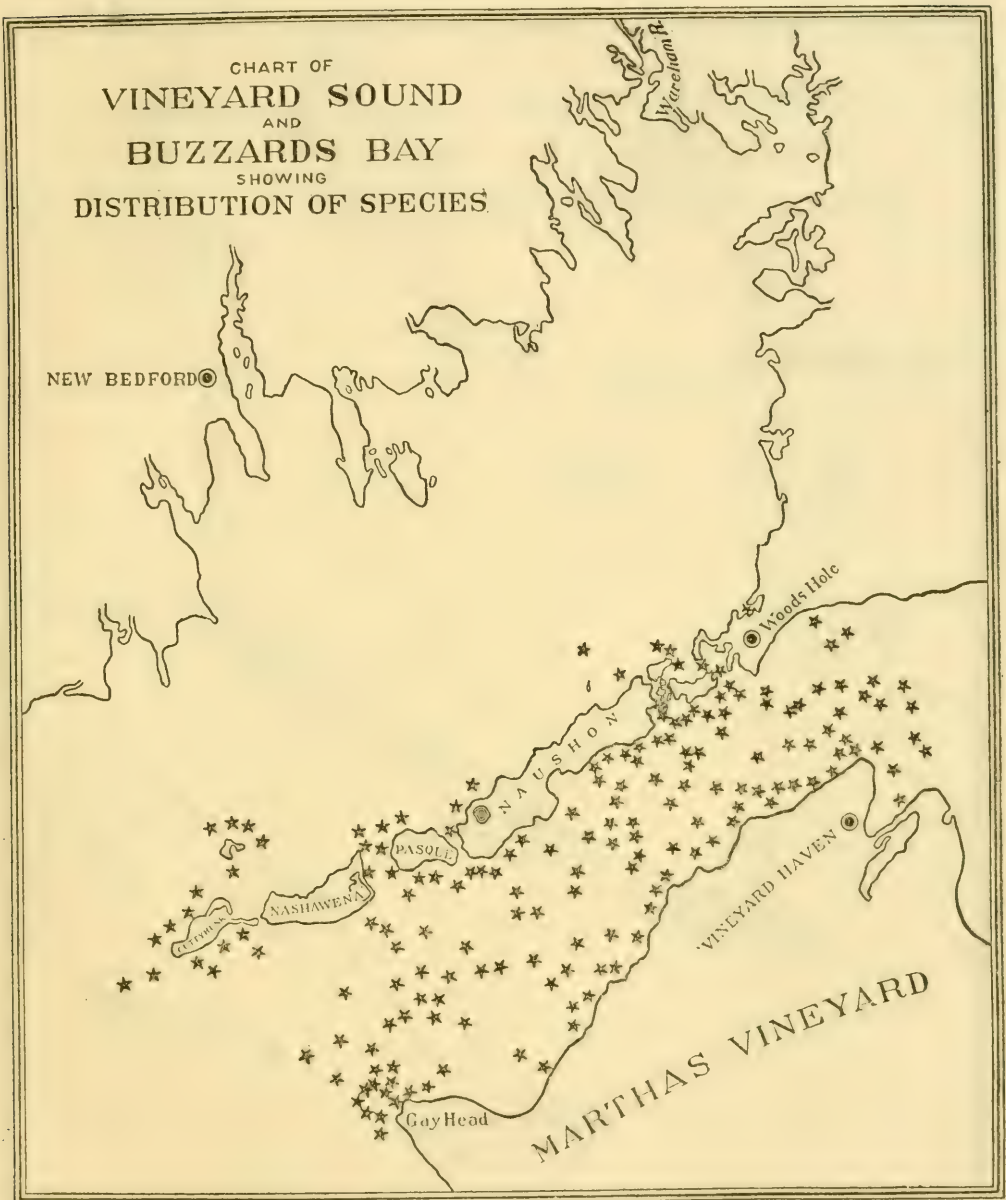 CHART OF
VINEYARD SOUND
AND
BUZZARDS BAY
SHOWING
DISTRIBUTION OF SPECIES
Wareham R.
NEW BEDFORD
Woods Hole
NAUSHON
PASQUE
NASHAWENA
CUTTYHUNK
VINEYARD HAVEN
MARTHAS VINEYARD
Gay Head